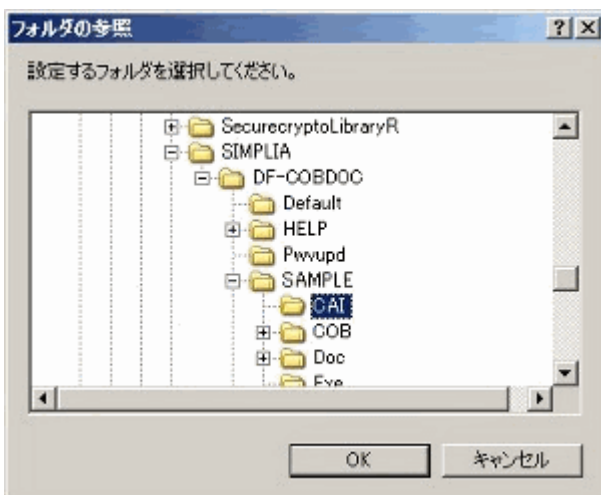 フォルダの参照
設定するフォルダを選択してください。
SecurecryptoLibraryR
SIMPLIA
DF-COBDOC
Default
HELP
Pwvupd
SAMPLE
CAI
COB
Doc
Exe
OK キャンセル